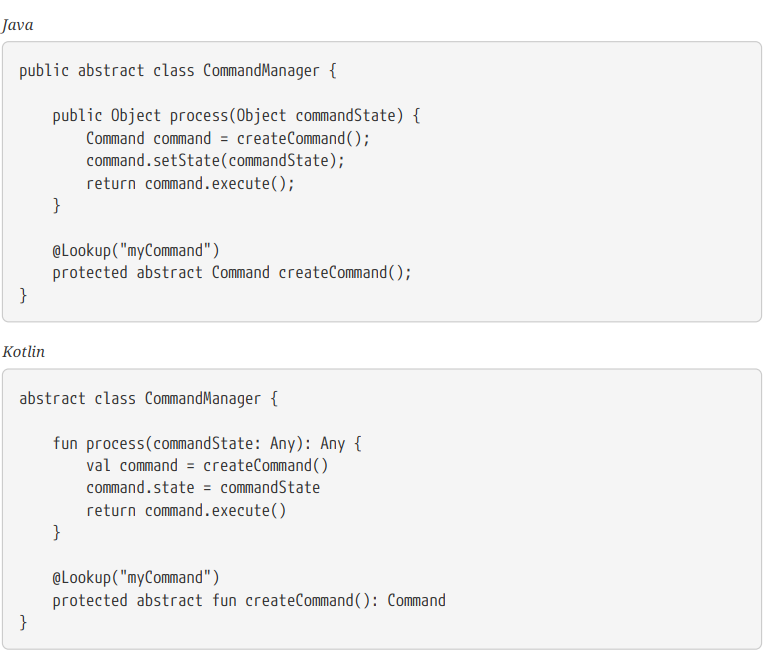 Java
public abstract class CommandManager {
    public Object process(Object commandState) {
        Command command = createCommand();
        command.setState(commandState);
        return command.execute();
    }
    @Lookup("myCommand")
    protected abstract Command createCommand();
}
Kotlin
abstract class CommandManager {
    fun process(commandState: Any): Any {
        val command = createCommand()
        command.state = commandState
        return command.execute()
    }
    @Lookup("myCommand")
    protected abstract fun createCommand(): Command
}